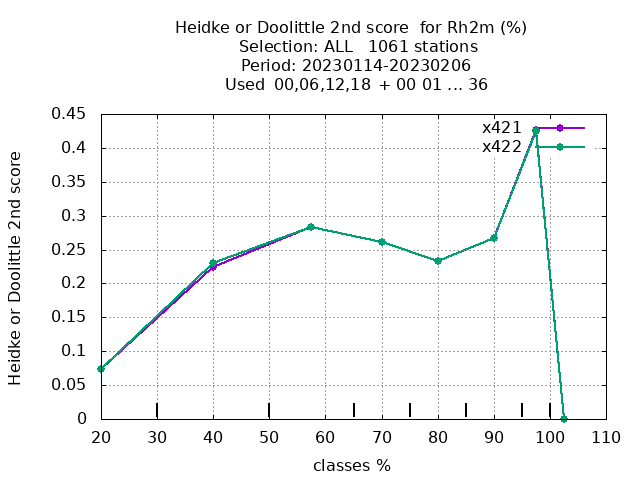 Heidke or Doolittle 2nd score  for Rh2m (%)
Selection: ALL   1061 stations
Period: 20230114-20230206
Used  00,06,12,18  + 00 01 ... 36
Heidke or Doolittle 2nd score
0.45
0.4
0.35
0.3
0.25
0.2
0.15
0.1
0.05
0
x421
x422
20 30 40 50 60 70 80 90 100 110
classes %